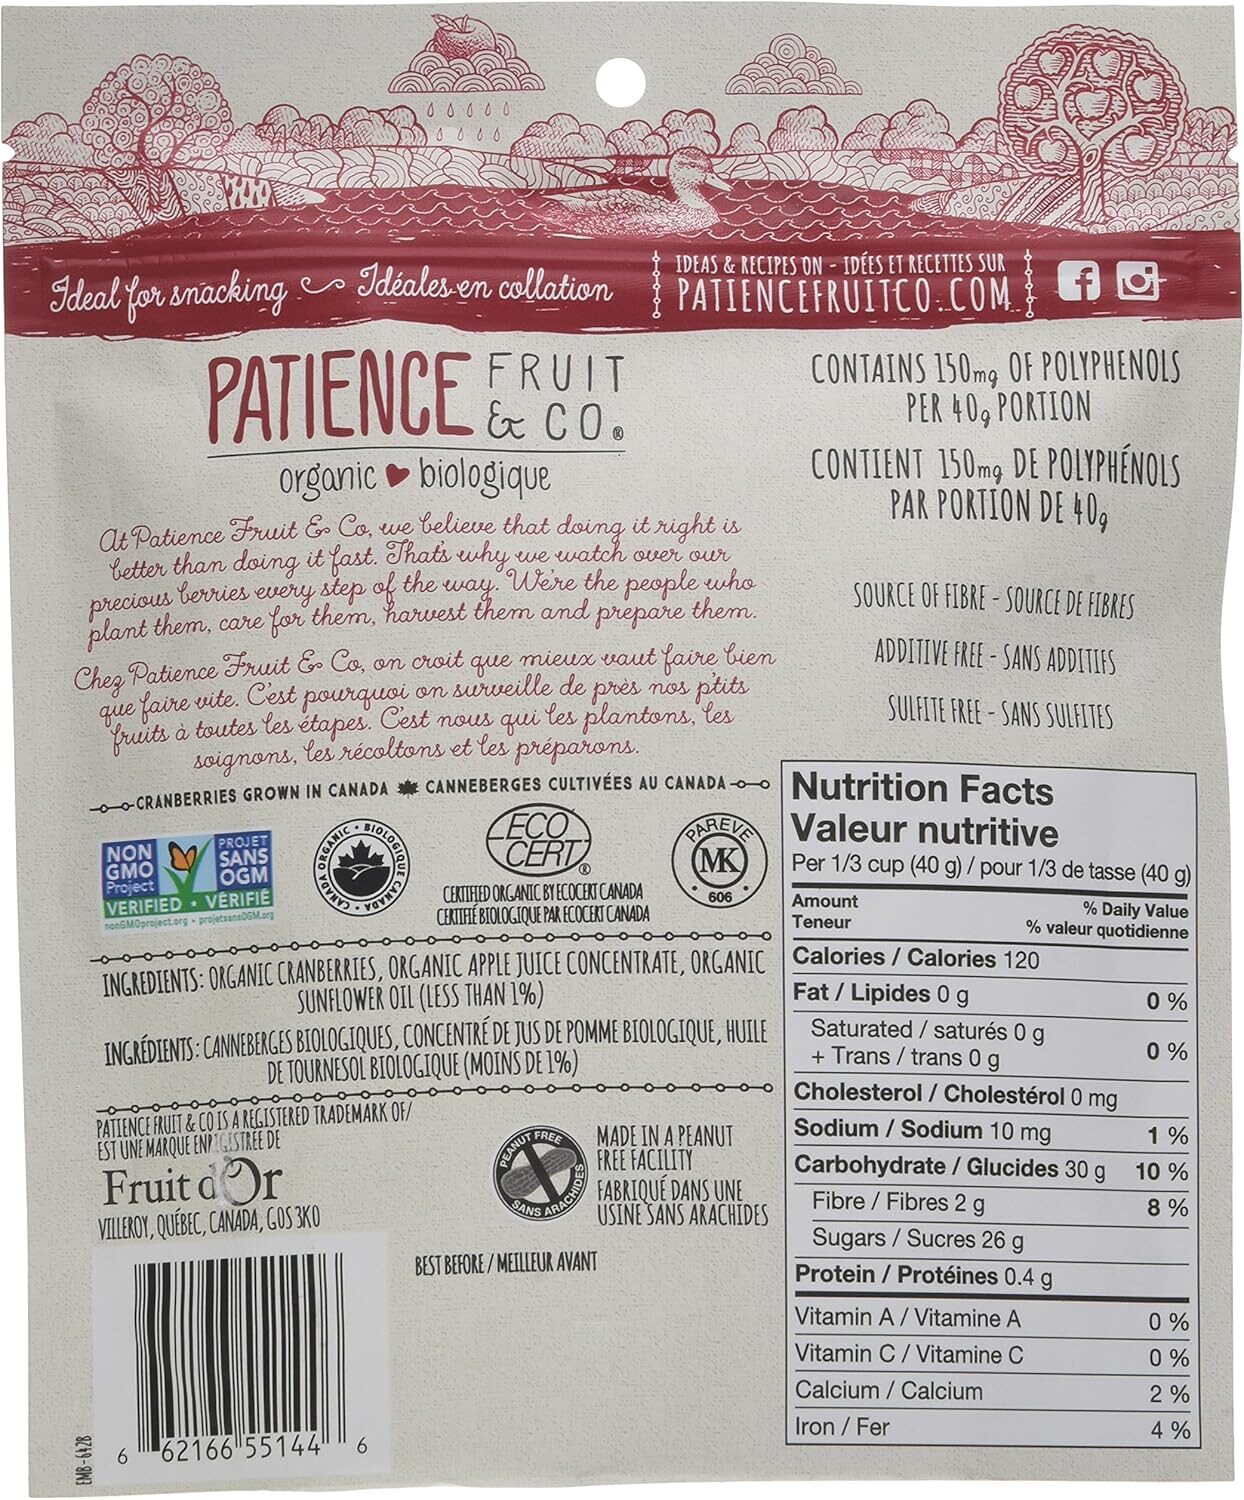 Ideal for snacking Idéales en collation
IDEAS & RECIPES ON - IDÉES ET RECETTES SUR
PATIENCEFRUITCO.COM
PATIENCE FRUIT
& CO.®
organic biologique
At Patience Fruit & Co, we believe that doing it right is
better than doing it fast. That's why we watch over our
precious berries every step of the way. We're the people who
plant them, care for them, harvest them and prepare them.
Chez Patience Fruit & Co, on croit que mieux vaut faire bien
que faire vite. C'est pourquoi on surveille de près nos p'tits
fruits à toutes les étapes. C'est nous qui les plantons, les
soignons, les récoltons et les préparons.
CONTAINS 150mg OF POLYPHENOLS
PER 40g PORTION
CONTIENT 150mg DE POLYPHÉNOLS
PAR PORTION DE 40g
SOURCE OF FIBRE - SOURCE DE FIBRES
ADDITIVE FREE - SANS ADDITIFS
SULFITE FREE - SANS SULFITES
CRANBERRIES GROWN IN CANADA CANNEBERGES CULTIVÉES AU CANADA
NON
GMO
Project
VERIFIED
PROJET
SANS
OGM
VÉRIFIÉ
nonGMOproject.org • projetsansOGM.org
CANADA ORGANIC • BIOLOGIQUE CANADA •
ECO
CERT®
CERTIFIED ORGANIC BY ECOCERT CANADA
CERTIFIÉ BIOLOGIQUE PAR ECOCERT CANADA
PAREVE
MK
606
INGREDIENTS: ORGANIC CRANBERRIES, ORGANIC APPLE JUICE CONCENTRATE, ORGANIC
SUNFLOWER OIL (LESS THAN 1%)
INGRÉDIENTS: CANNEBERGES BIOLOGIQUES, CONCENTRÉ DE JUS DE POMME BIOLOGIQUE, HUILE
DE TOURNESOL BIOLOGIQUE (MOINS DE 1%)
PATIENCE FRUIT & CO IS A REGISTERED TRADEMARK OF/
EST UNE MARQUE ENREGISTRÉE DE
Fruit d'Or
VILLEROY, QUÉBEC, CANADA, G0S 3K0
PEANUT FREE
SANS ARACHIDES
MADE IN A PEANUT
FREE FACILITY
FABRIQUÉ DANS UNE
USINE SANS ARACHIDES
BEST BEFORE / MEILLEUR AVANT
EMB-6428
6 62166 55144 6
Nutrition Facts
Valeur nutritive
Per 1/3 cup (40 g) / pour 1/3 de tasse (40 g)
Amount % Daily Value
Teneur % valeur quotidienne
Calories / Calories 120
Fat / Lipides 0 g 0 %
Saturated / saturés 0 g
+ Trans / trans 0 g 0 %
Cholesterol / Cholestérol 0 mg
Sodium / Sodium 10 mg 1 %
Carbohydrate / Glucides 30 g 10 %
Fibre / Fibres 2 g 8 %
Sugars / Sucres 26 g
Protein / Protéines 0.4 g
Vitamin A / Vitamine A 0 %
Vitamin C / Vitamine C 0 %
Calcium / Calcium 2 %
Iron / Fer 4 %